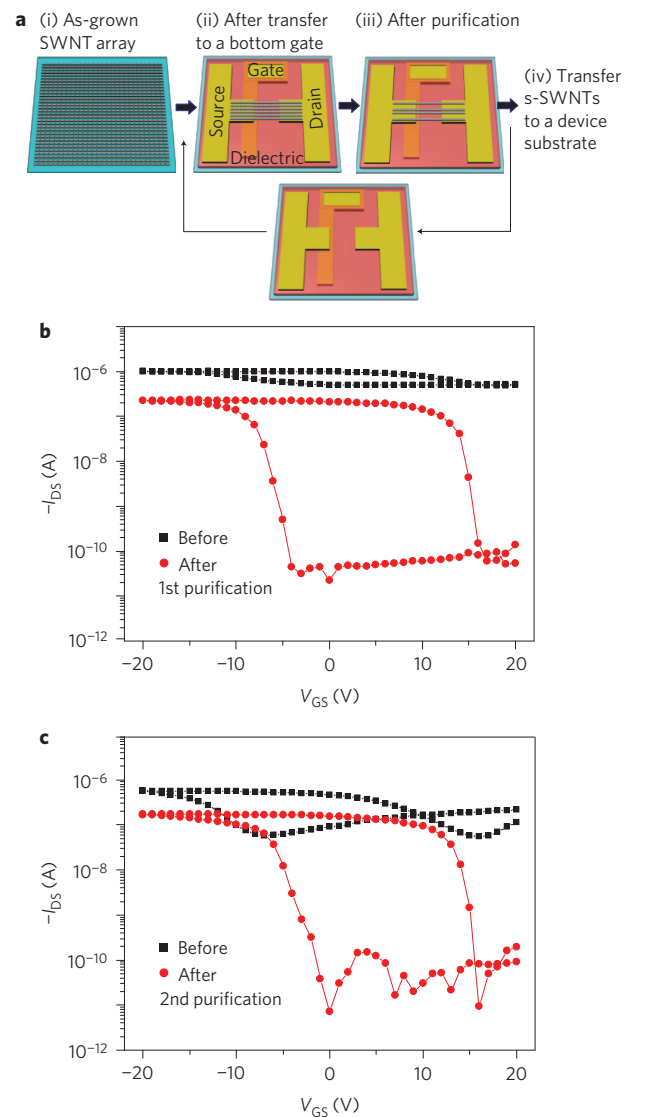 a (i) As-grown
SWNT array
(ii) After transfer
to a bottom gate
(iii) After purification
(iv) Transfer
s-SWNTs
to a device
substrate
Gate
Source
Drain
Dielectric
b
10⁻⁶
10⁻⁸
10⁻¹⁰
10⁻¹²
−I_DS (A)
Before
After
1st purification
−20 −10 0 10 20
V_GS (V)
c
10⁻⁶
10⁻⁸
10⁻¹⁰
10⁻¹²
−I_DS (A)
Before
After
2nd purification
−20 −10 0 10 20
V_GS (V)